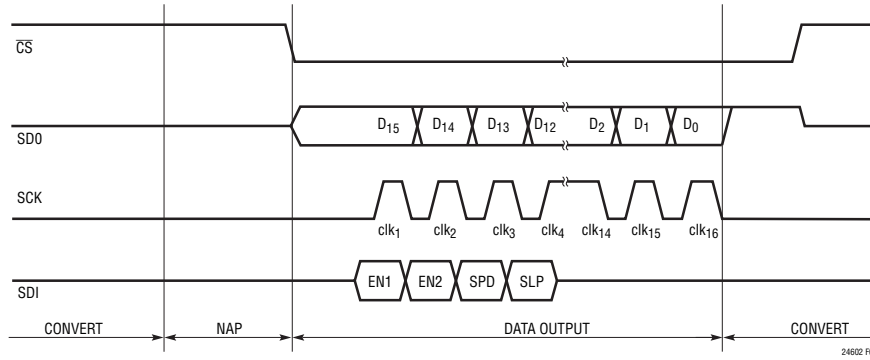 CS
SD0
D15 D14 D13 D12 D2 D1 D0
SCK
clk1 clk2 clk3 clk4 clk14 clk15 clk16
SDI
EN1 EN2 SPD SLP
CONVERT NAP DATA OUTPUT CONVERT
24602